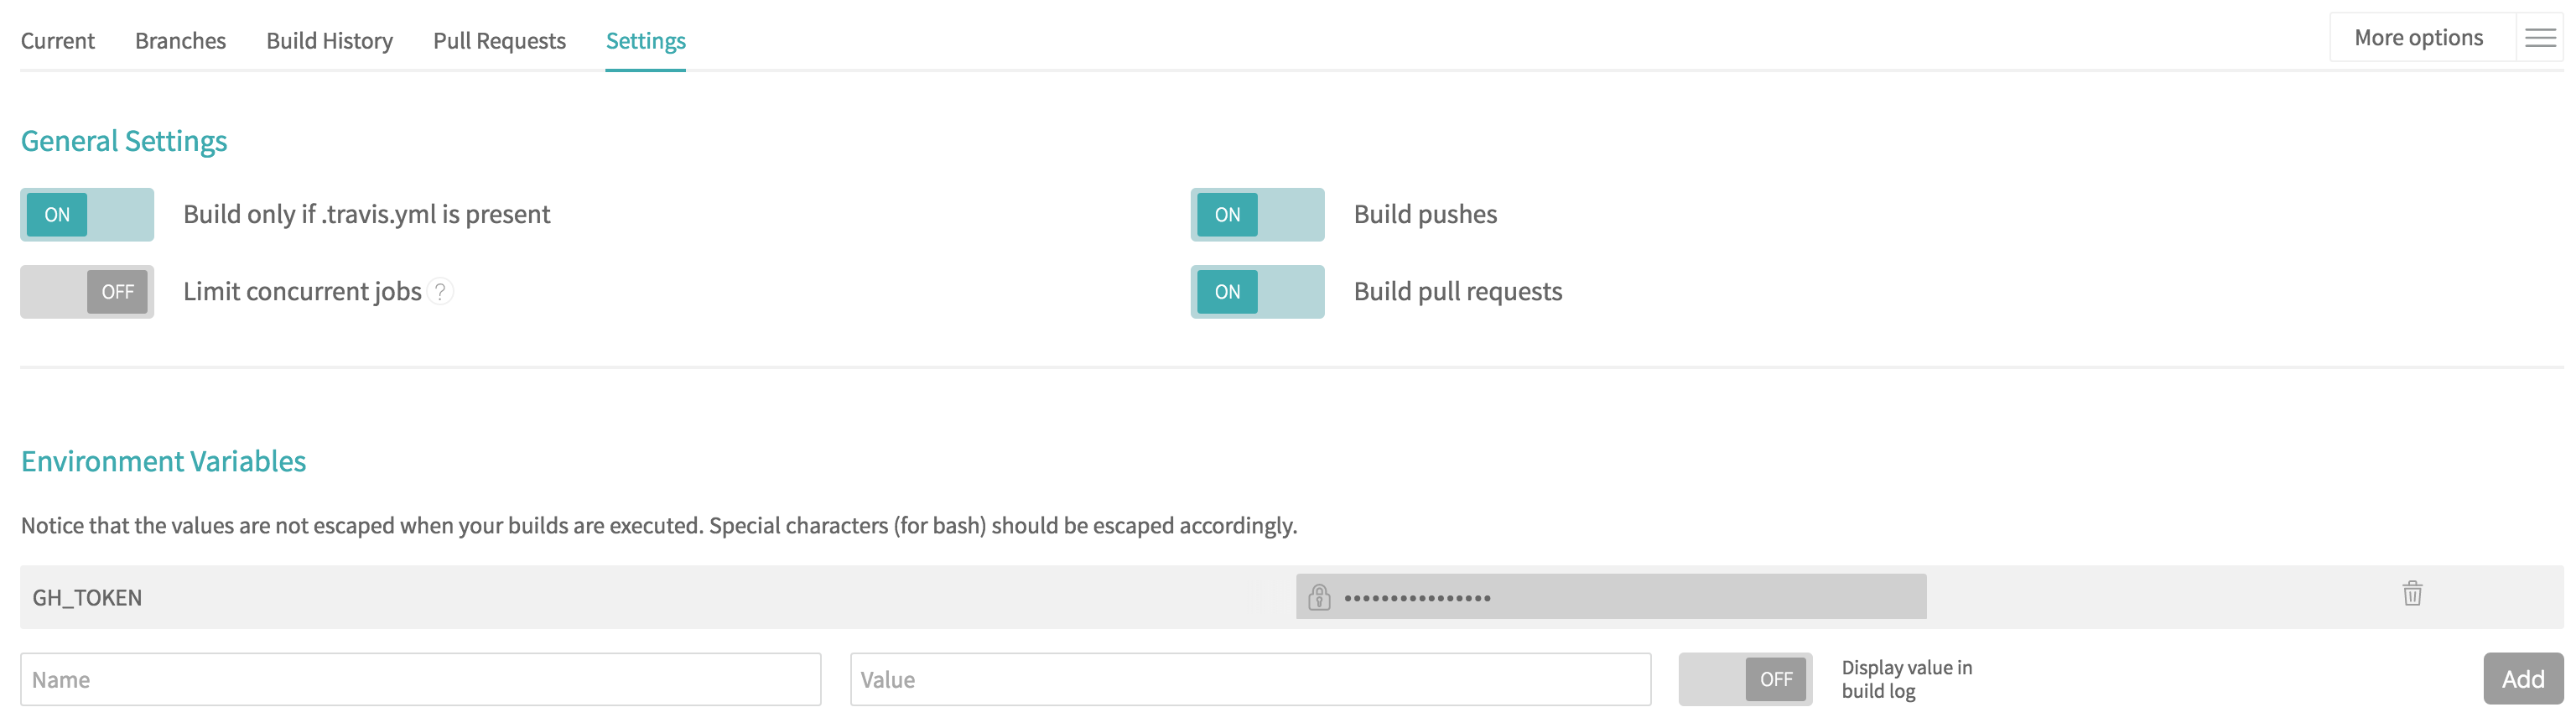 Current Branches Build History Pull Requests Settings More options
General Settings
ON Build only if .travis.yml is present ON Build pushes
OFF Limit concurrent jobs ? ON Build pull requests
Environment Variables
Notice that the values are not escaped when your builds are executed. Special characters (for bash) should be escaped accordingly.
GH_TOKEN ••••••••••••••••
Name Value OFF Display value in
build log
Add